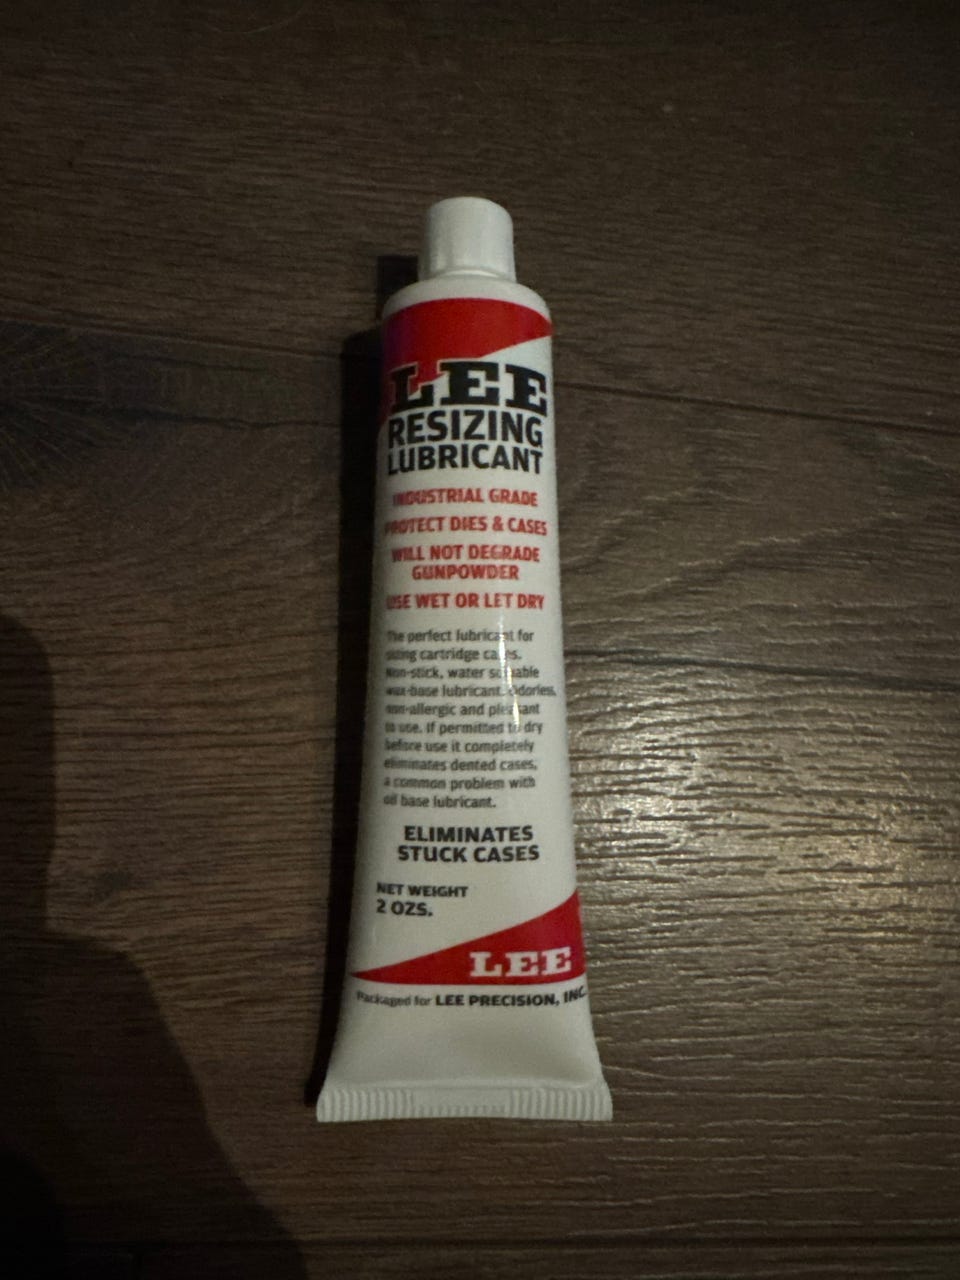 LEE
RESIZING
LUBRICANT
INDUSTRIAL GRADE
PROTECT DIES & CASES
WILL NOT DEGRADE
GUNPOWDER
USE WET OR LET DRY
The perfect lubricant for
sizing cartridge cases.
Non-stick, water soluable
wax-base lubricant. Odorless,
non-allergic and pleasant
to use. If permitted to dry
before use it completely
eliminates dented cases,
a common problem with
oil base lubricant.
ELIMINATES
STUCK CASES
NET WEIGHT
2 OZS.
LEE
Packaged for LEE PRECISION, INC.